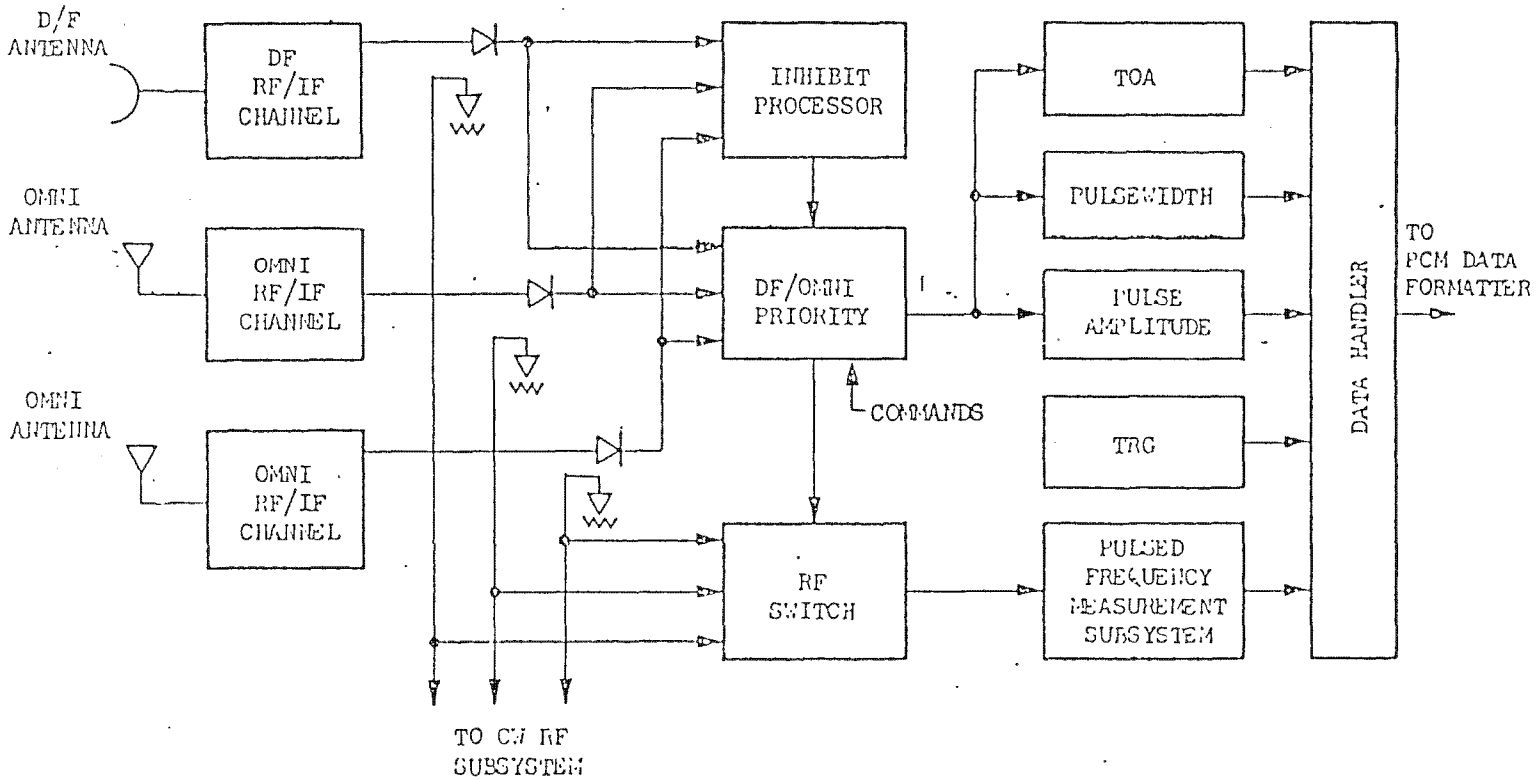 D/F
ANTENNA
DF
RF/IF
CHANNEL
INHIBIT
PROCESSOR
TOA
OMNI
ANTENNA
OMNI
RF/IF
CHANNEL
DF/OMNI
PRIORITY
PULSEWIDTH
PULSE
AMPLITUDE
DATA HANDLER
TO
PCM DATA
FORMATTER
COMMANDS
OMNI
ANTENNA
OMNI
RF/IF
CHANNEL
TRG
RF
SWITCH
PULSED
FREQUENCY
MEASUREMENT
SUBSYSTEM
TO CW RF
SUBSYSTEM